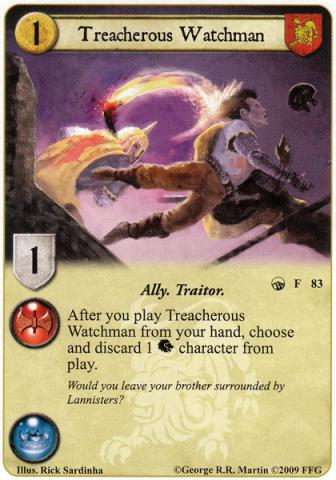 1
Treacherous Watchman
1
Ally. Traitor.
F 83
After you play Treacherous
Watchman from your hand, choose
and discard 1 character from
play.
Would you leave your brother surrounded by
Lannisters?
Illus. Rick Sardinha
©George R.R. Martin ©2009 FFG